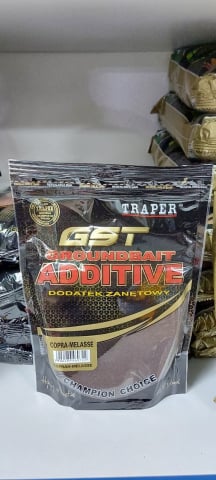 TRAPER
GST
GROUNDBAIT
ADDITIVE
DODATEK ZANĘTOWY
COPRA-MELASSE
CHAMPION CHOICE